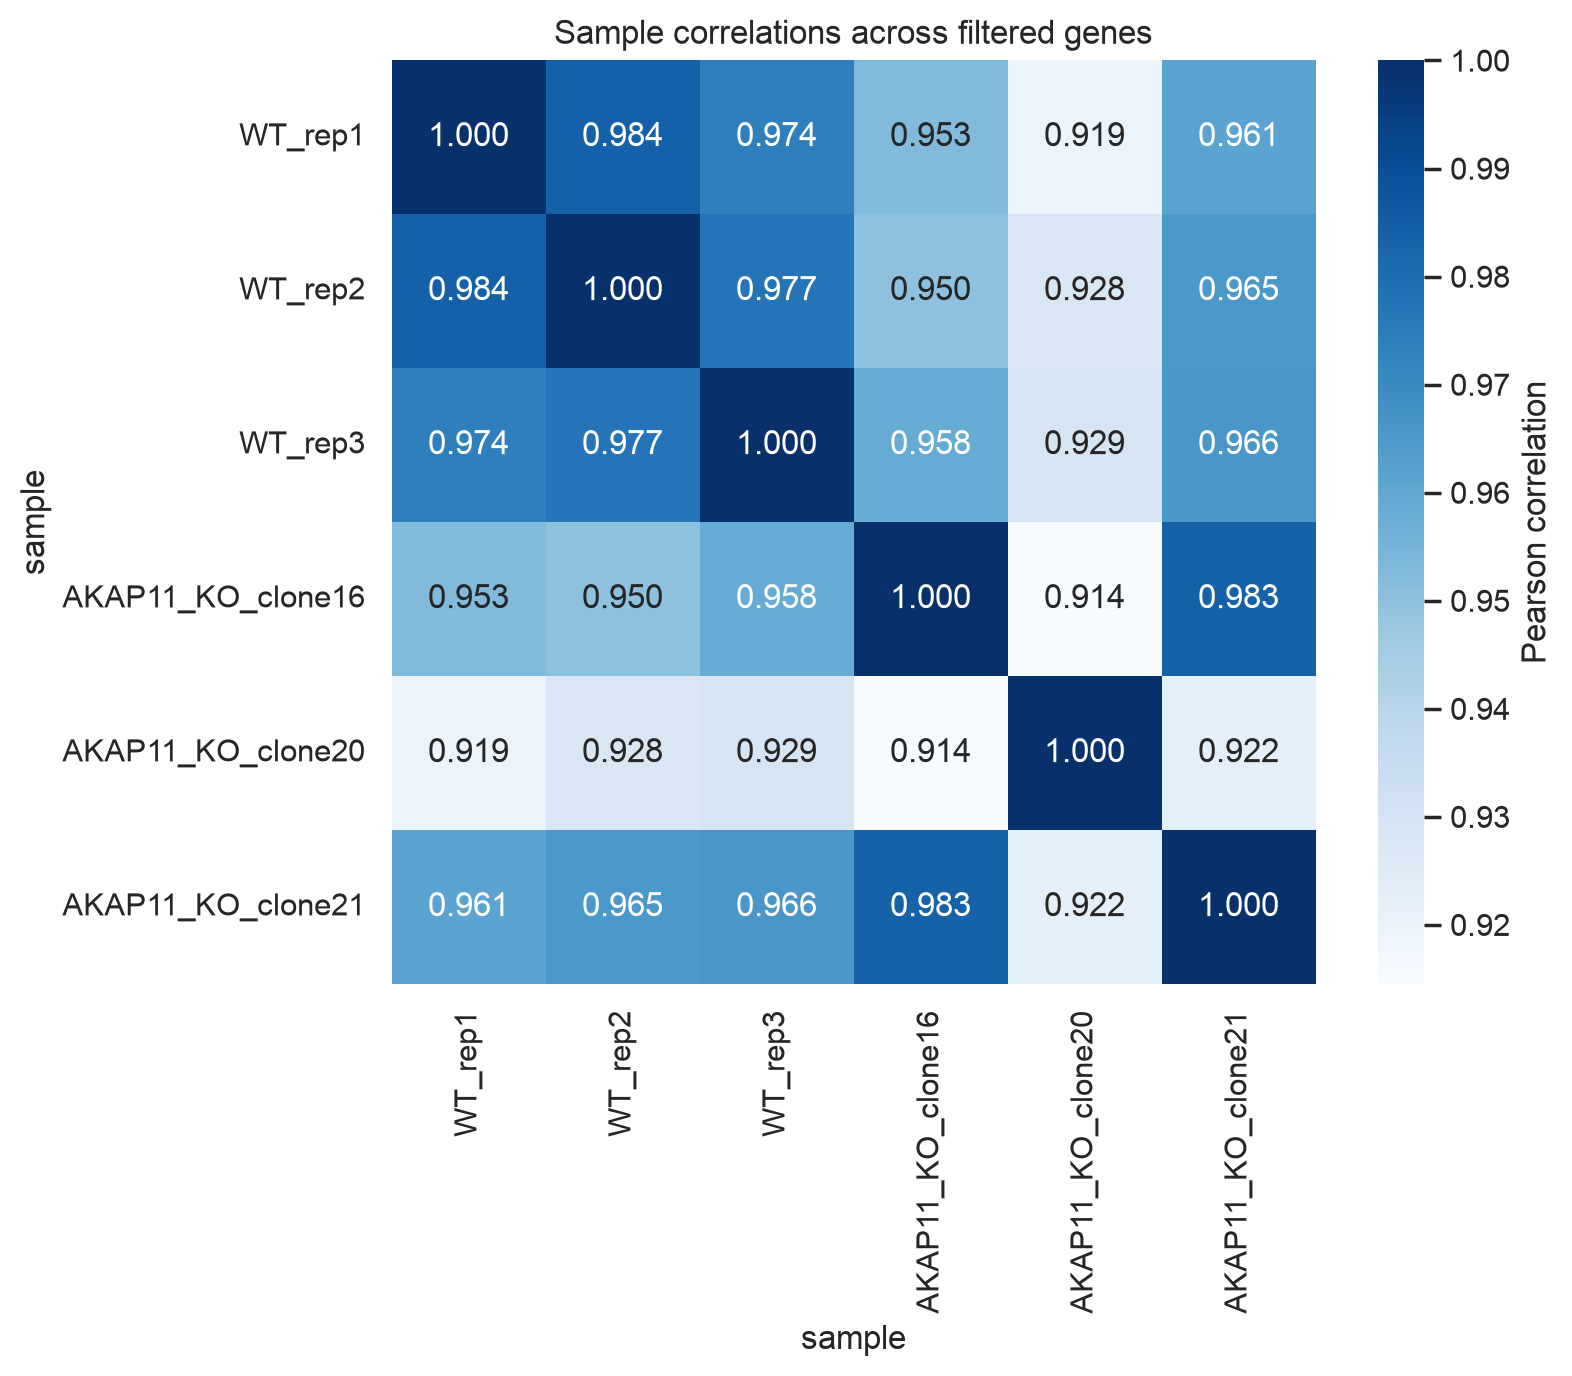 Sample correlations across filtered genes
WT_rep1 1.000 0.984 0.974 0.953 0.919 0.961
WT_rep2 0.984 1.000 0.977 0.950 0.928 0.965
WT_rep3 0.974 0.977 1.000 0.958 0.929 0.966
AKAP11_KO_clone16 0.953 0.950 0.958 1.000 0.914 0.983
AKAP11_KO_clone20 0.919 0.928 0.929 0.914 1.000 0.922
AKAP11_KO_clone21 0.961 0.965 0.966 0.983 0.922 1.000
sample
WT_rep1
WT_rep2
WT_rep3
AKAP11_KO_clone16
AKAP11_KO_clone20
AKAP11_KO_clone21
sample
1.00
0.99
0.98
0.97
0.96
0.95
0.94
0.93
0.92
Pearson correlation